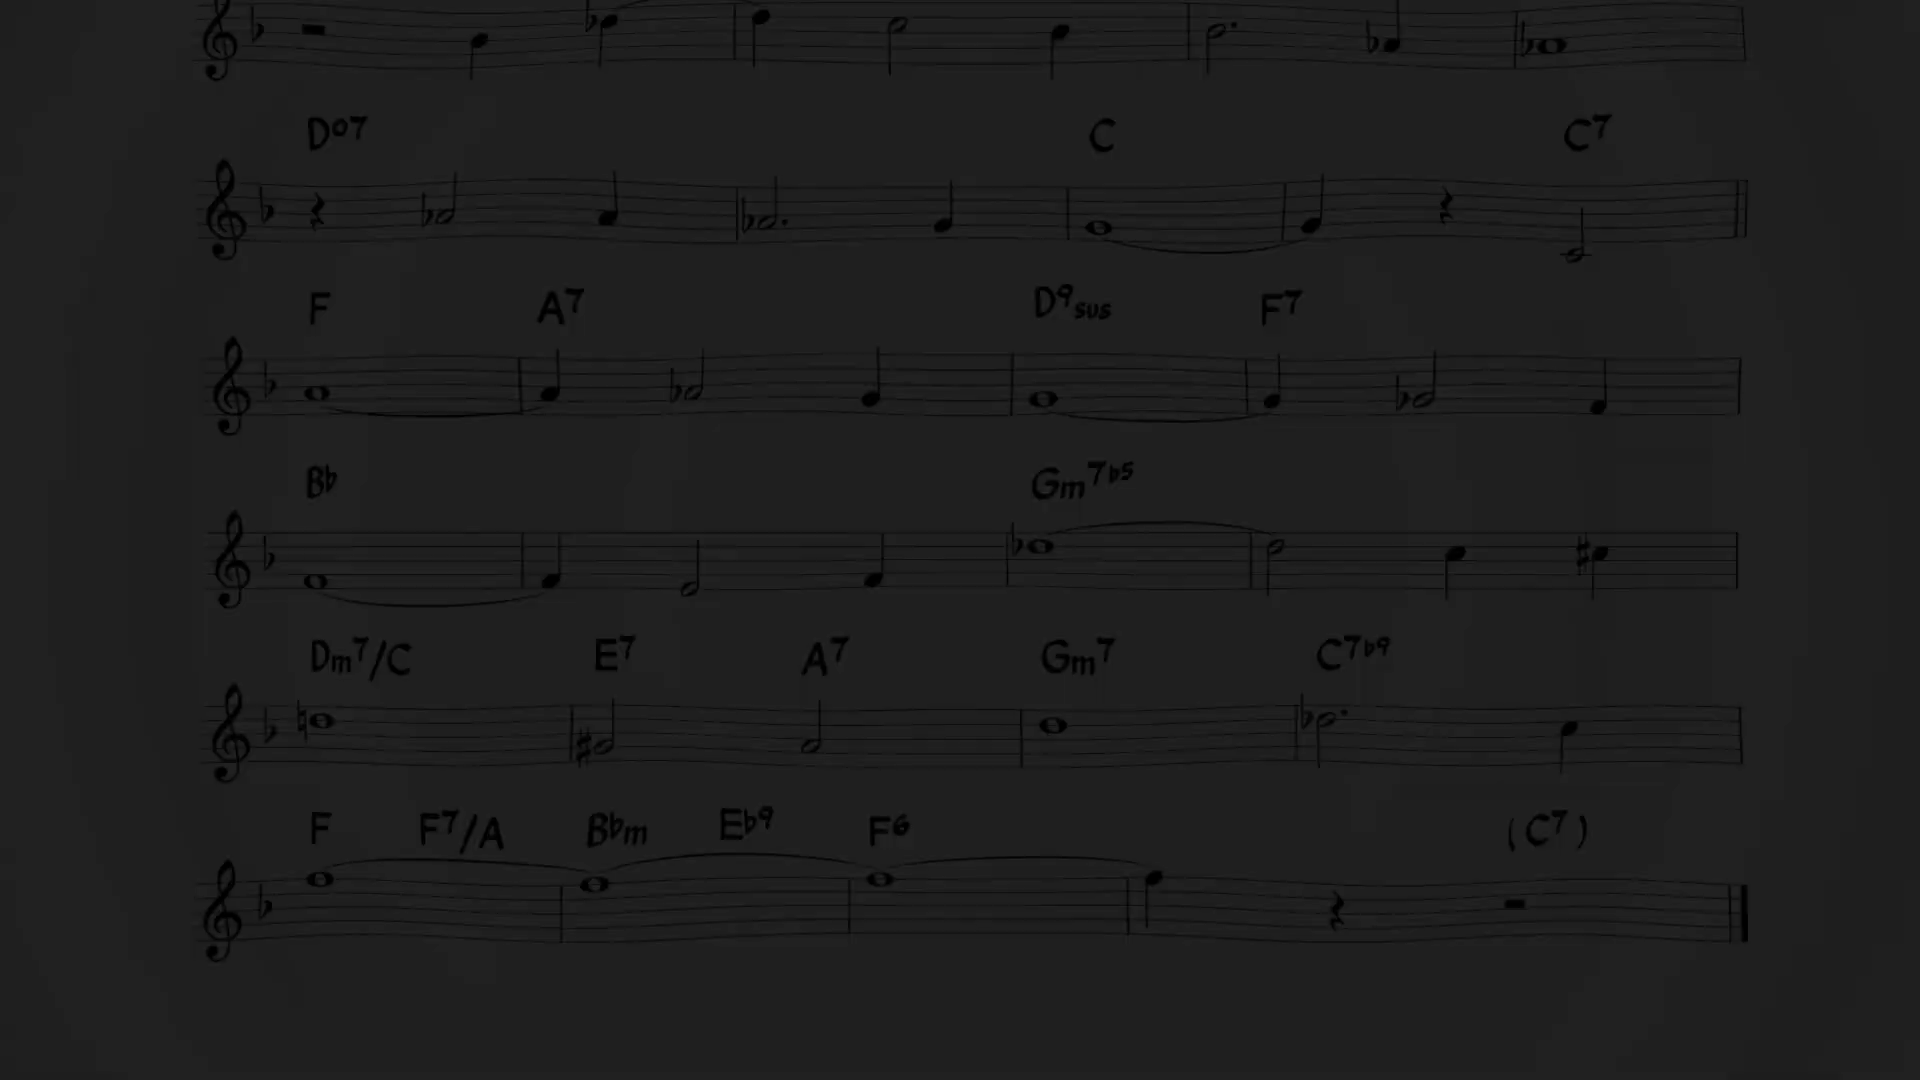 D°7 C C7
F A7 D9sus F7
B♭ Gm7♭5
Dm7/C E7 A7 Gm7 C7♭9
F F7/A B♭m E♭9 F6 (C7)